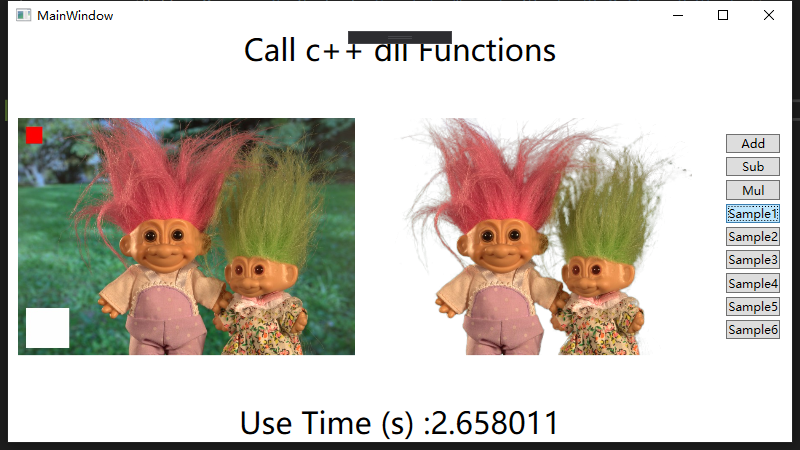 MainWindow
Call c++ dll Functions
Add
Sub
Mul
Sample1
Sample2
Sample3
Sample4
Sample5
Sample6
Use Time (s) :2.658011